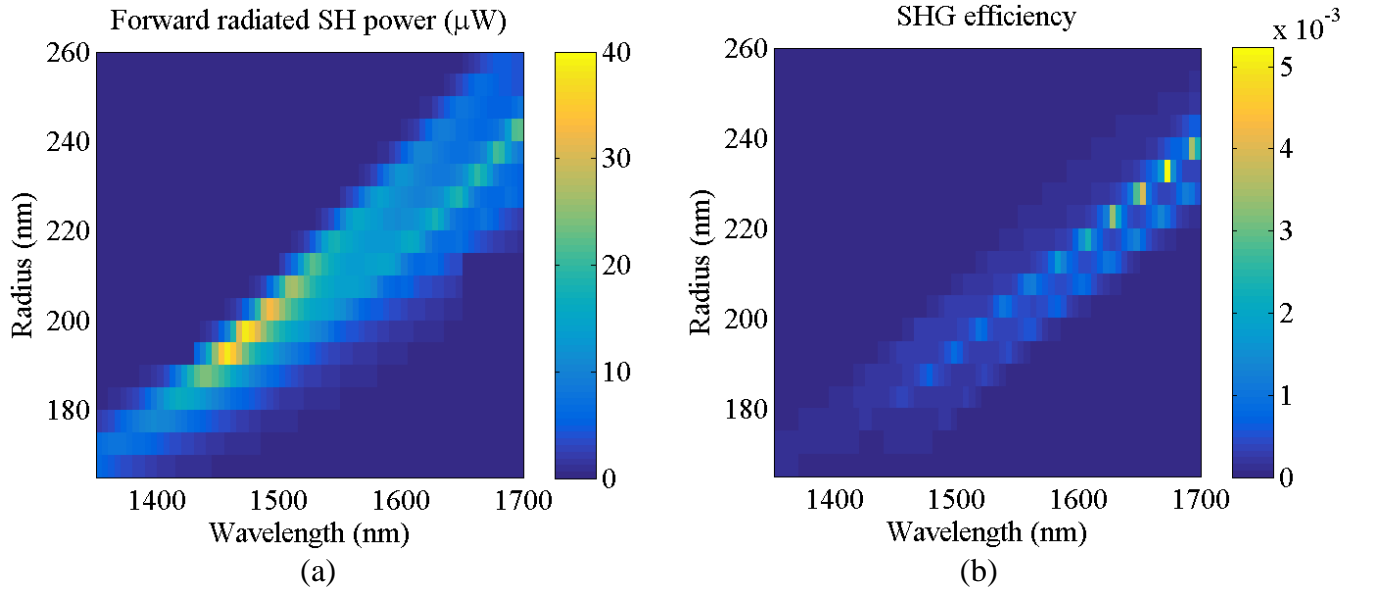 Forward radiated SH power (μW)
260
240
220
200
180
Radius (nm)
1400 1500 1600 1700
Wavelength (nm)
40
30
20
10
0
(a)
SHG efficiency
x 10⁻³
260
240
220
200
180
Radius (nm)
1400 1500 1600 1700
Wavelength (nm)
5
4
3
2
1
0
(b)